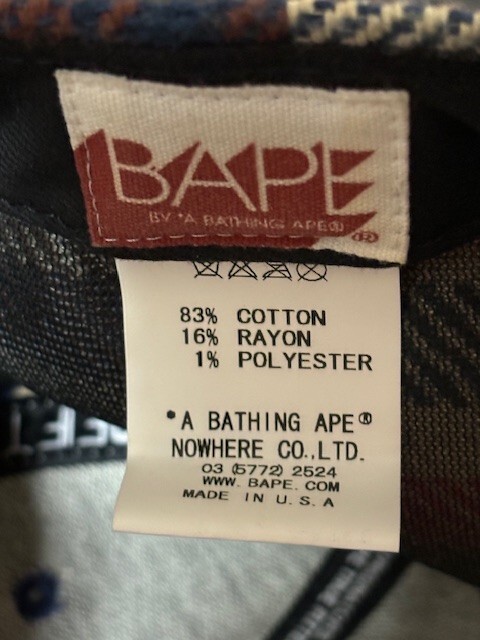 BAPE
BY *A BATHING APE®
®
83% COTTON
16% RAYON
1% POLYESTER
*A BATHING APE®
NOWHERE CO.,LTD.
03 (5772) 2524
WWW. BAPE. COM
MADE IN U. S. A